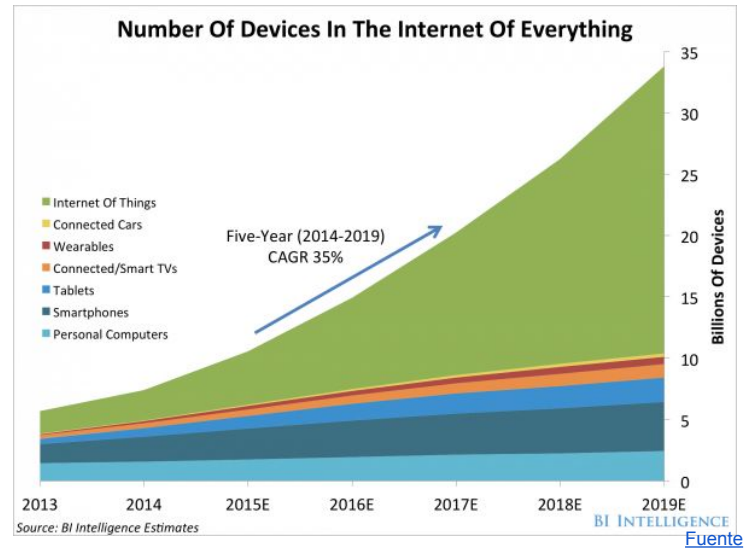 Number Of Devices In The Internet Of Everything
35
30
25
20
15
10
5
0
Billions Of Devices
Internet Of Things
Connected Cars
Wearables
Connected/Smart TVs
Tablets
Smartphones
Personal Computers
Five-Year (2014-2019)
CAGR 35%
2013 2014 2015E 2016E 2017E 2018E 2019E
Source: BI Intelligence Estimates
BI INTELLIGENCE
Fuente